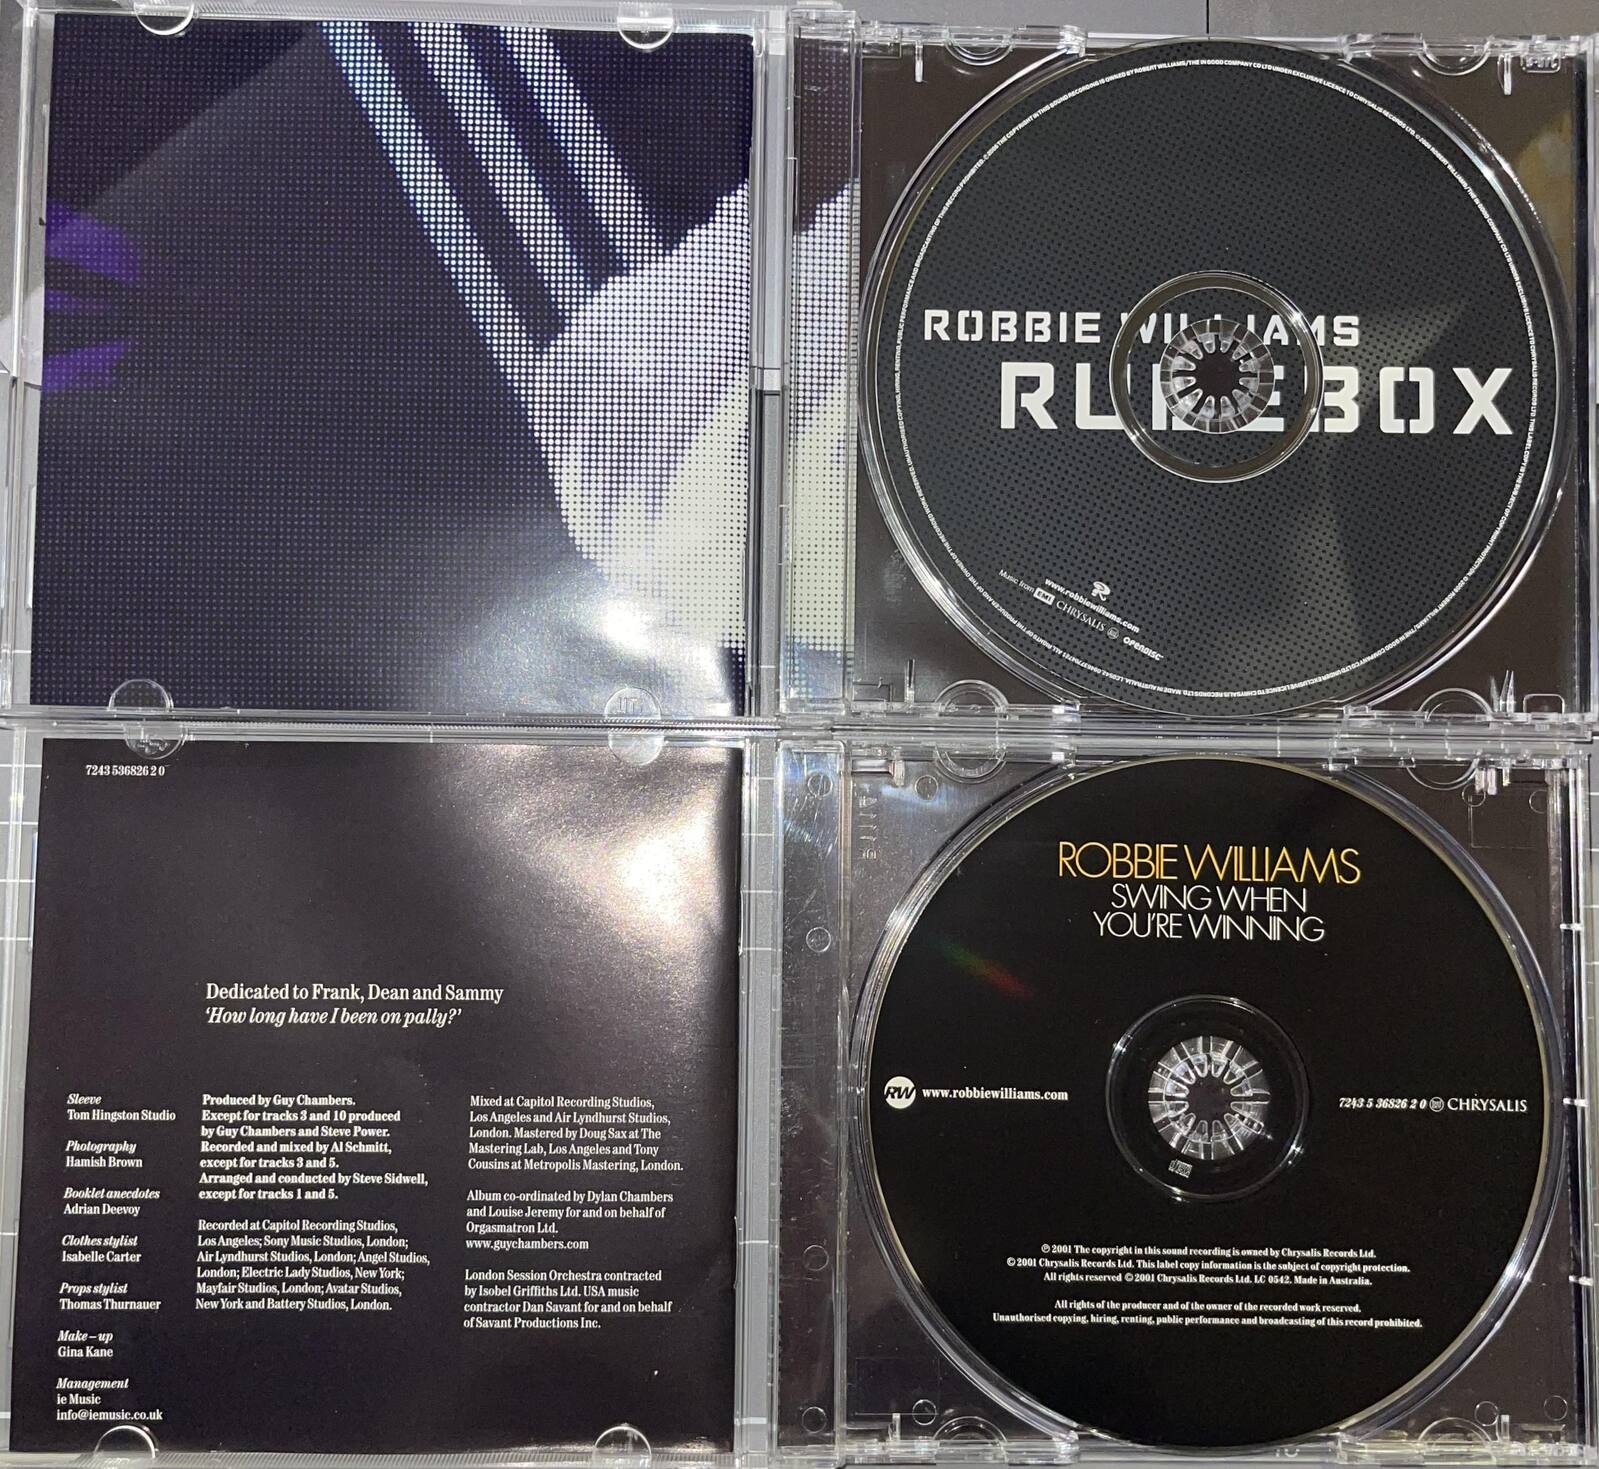 ROBBIE WILLIAMS
RUDEBOX
www.robbiewilliams.com
Music from EMI CHRYSALIS OPENDISC
7243 536826 2 0
Dedicated to Frank, Dean and Sammy
‘How long have I been on pally?’
Sleeve
Tom Hingston Studio
Photography
Hamish Brown
Booklet anecdotes
Adrian Deevoy
Clothes stylist
Isabelle Carter
Props stylist
Thomas Thurnauer
Make–up
Gina Kane
Management
ie Music
info@iemusic.co.uk
Produced by Guy Chambers.
Except for tracks 3 and 10 produced
by Guy Chambers and Steve Power.
Recorded and mixed by Al Schmitt,
except for tracks 3 and 5.
Arranged and conducted by Steve Sidwell,
except for tracks 1 and 5.
Recorded at Capitol Recording Studios,
Los Angeles; Sony Music Studios, London;
Air Lyndhurst Studios, London; Angel Studios,
London; Electric Lady Studios, New York;
Mayfair Studios, London; Avatar Studios,
New York and Battery Studios, London.
Mixed at Capitol Recording Studios,
Los Angeles and Air Lyndhurst Studios,
London. Mastered by Doug Sax at The
Mastering Lab, Los Angeles and Tony
Cousins at Metropolis Mastering, London.
Album co-ordinated by Dylan Chambers
and Louise Jeremy for and on behalf of
Orgasmatron Ltd.
www.guychambers.com
London Session Orchestra contracted
by Isobel Griffiths Ltd. USA music
contractor Dan Savant for and on behalf
of Savant Productions Inc.
ROBBIE WILLIAMS
SWING WHEN
YOU'RE WINNING
RW www.robbiewilliams.com
7243 5 36826 2 0 CHRYSALIS
℗ 2001 The copyright in this sound recording is owned by Chrysalis Records Ltd.
© 2001 Chrysalis Records Ltd. This label copy information is the subject of copyright protection.
All rights reserved © 2001 Chrysalis Records Ltd. LC 0542. Made in Australia.
All rights of the producer and of the owner of the recorded work reserved.
Unauthorised copying, hiring, renting, public performance and broadcasting of this record prohibited.